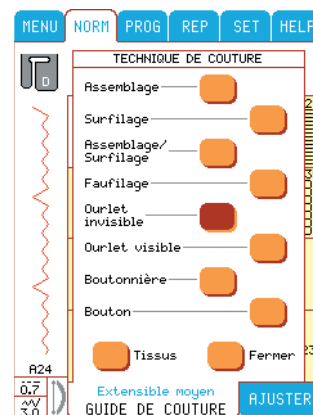 MENU NORM PROG REP SET HELP
D
TECHNIQUE DE COUTURE
Assemblage
Surfilage
Assemblage/
Surfilage
Faufilage
Ourlet
invisible
Ourlet visible
Boutonnière
Bouton
Tissus Fermer
A24
0.7
3.0
Extensible moyen
GUIDE DE COUTURE
AJUSTER